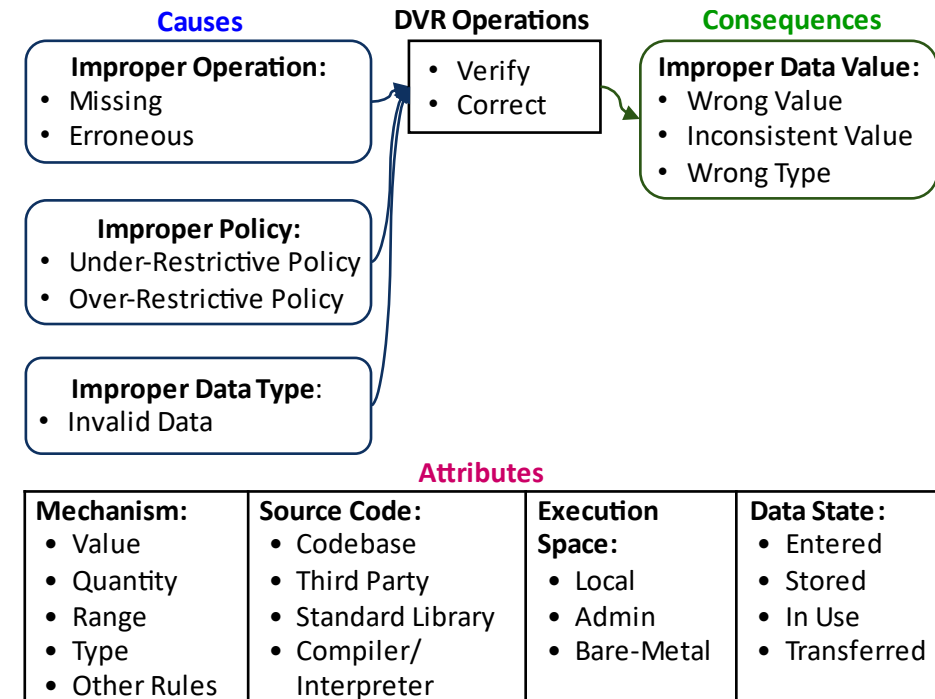 Causes
DVR Operations
Consequences
Improper Operation:
• Missing
• Erroneous
• Verify
• Correct
Improper Data Value:
• Wrong Value
• Inconsistent Value
• Wrong Type
Improper Policy:
• Under-Restrictive Policy
• Over-Restrictive Policy
Improper Data Type:
• Invalid Data
Attributes
Mechanism:
• Value
• Quantity
• Range
• Type
• Other Rules
Source Code:
• Codebase
• Third Party
• Standard Library
• Compiler/
Interpreter
Execution
Space:
• Local
• Admin
• Bare-Metal
Data State:
• Entered
• Stored
• In Use
• Transferred